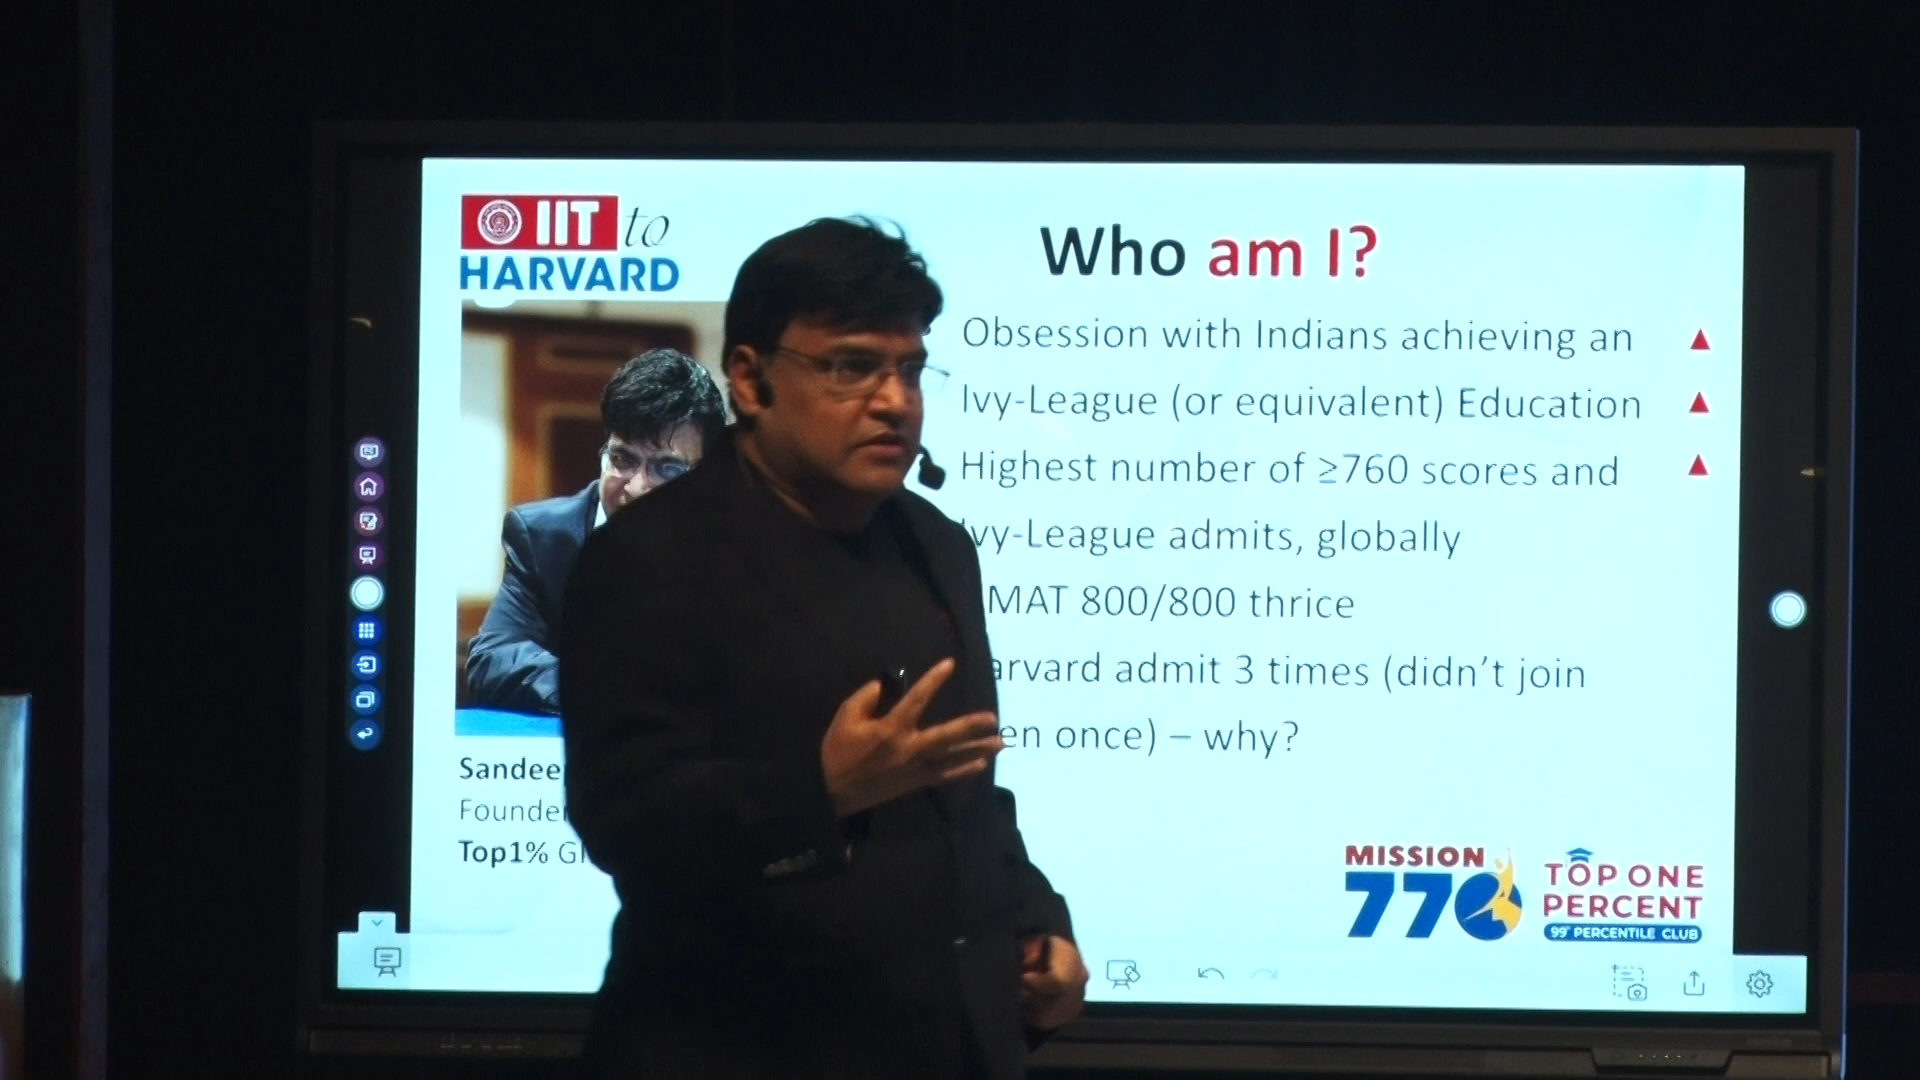 IIT to
HARVARD
Who am I?
Obsession with Indians achieving an
Ivy-League (or equivalent) Education
Highest number of ≥760 scores and
vy-League admits, globally
MAT 800/800 thrice
arvard admit 3 times (didn't join
en once) – why?
Sandee
Founde
Top1% G
MISSION
770
TOP ONE
PERCENT
99 PERCENTILE CLUB